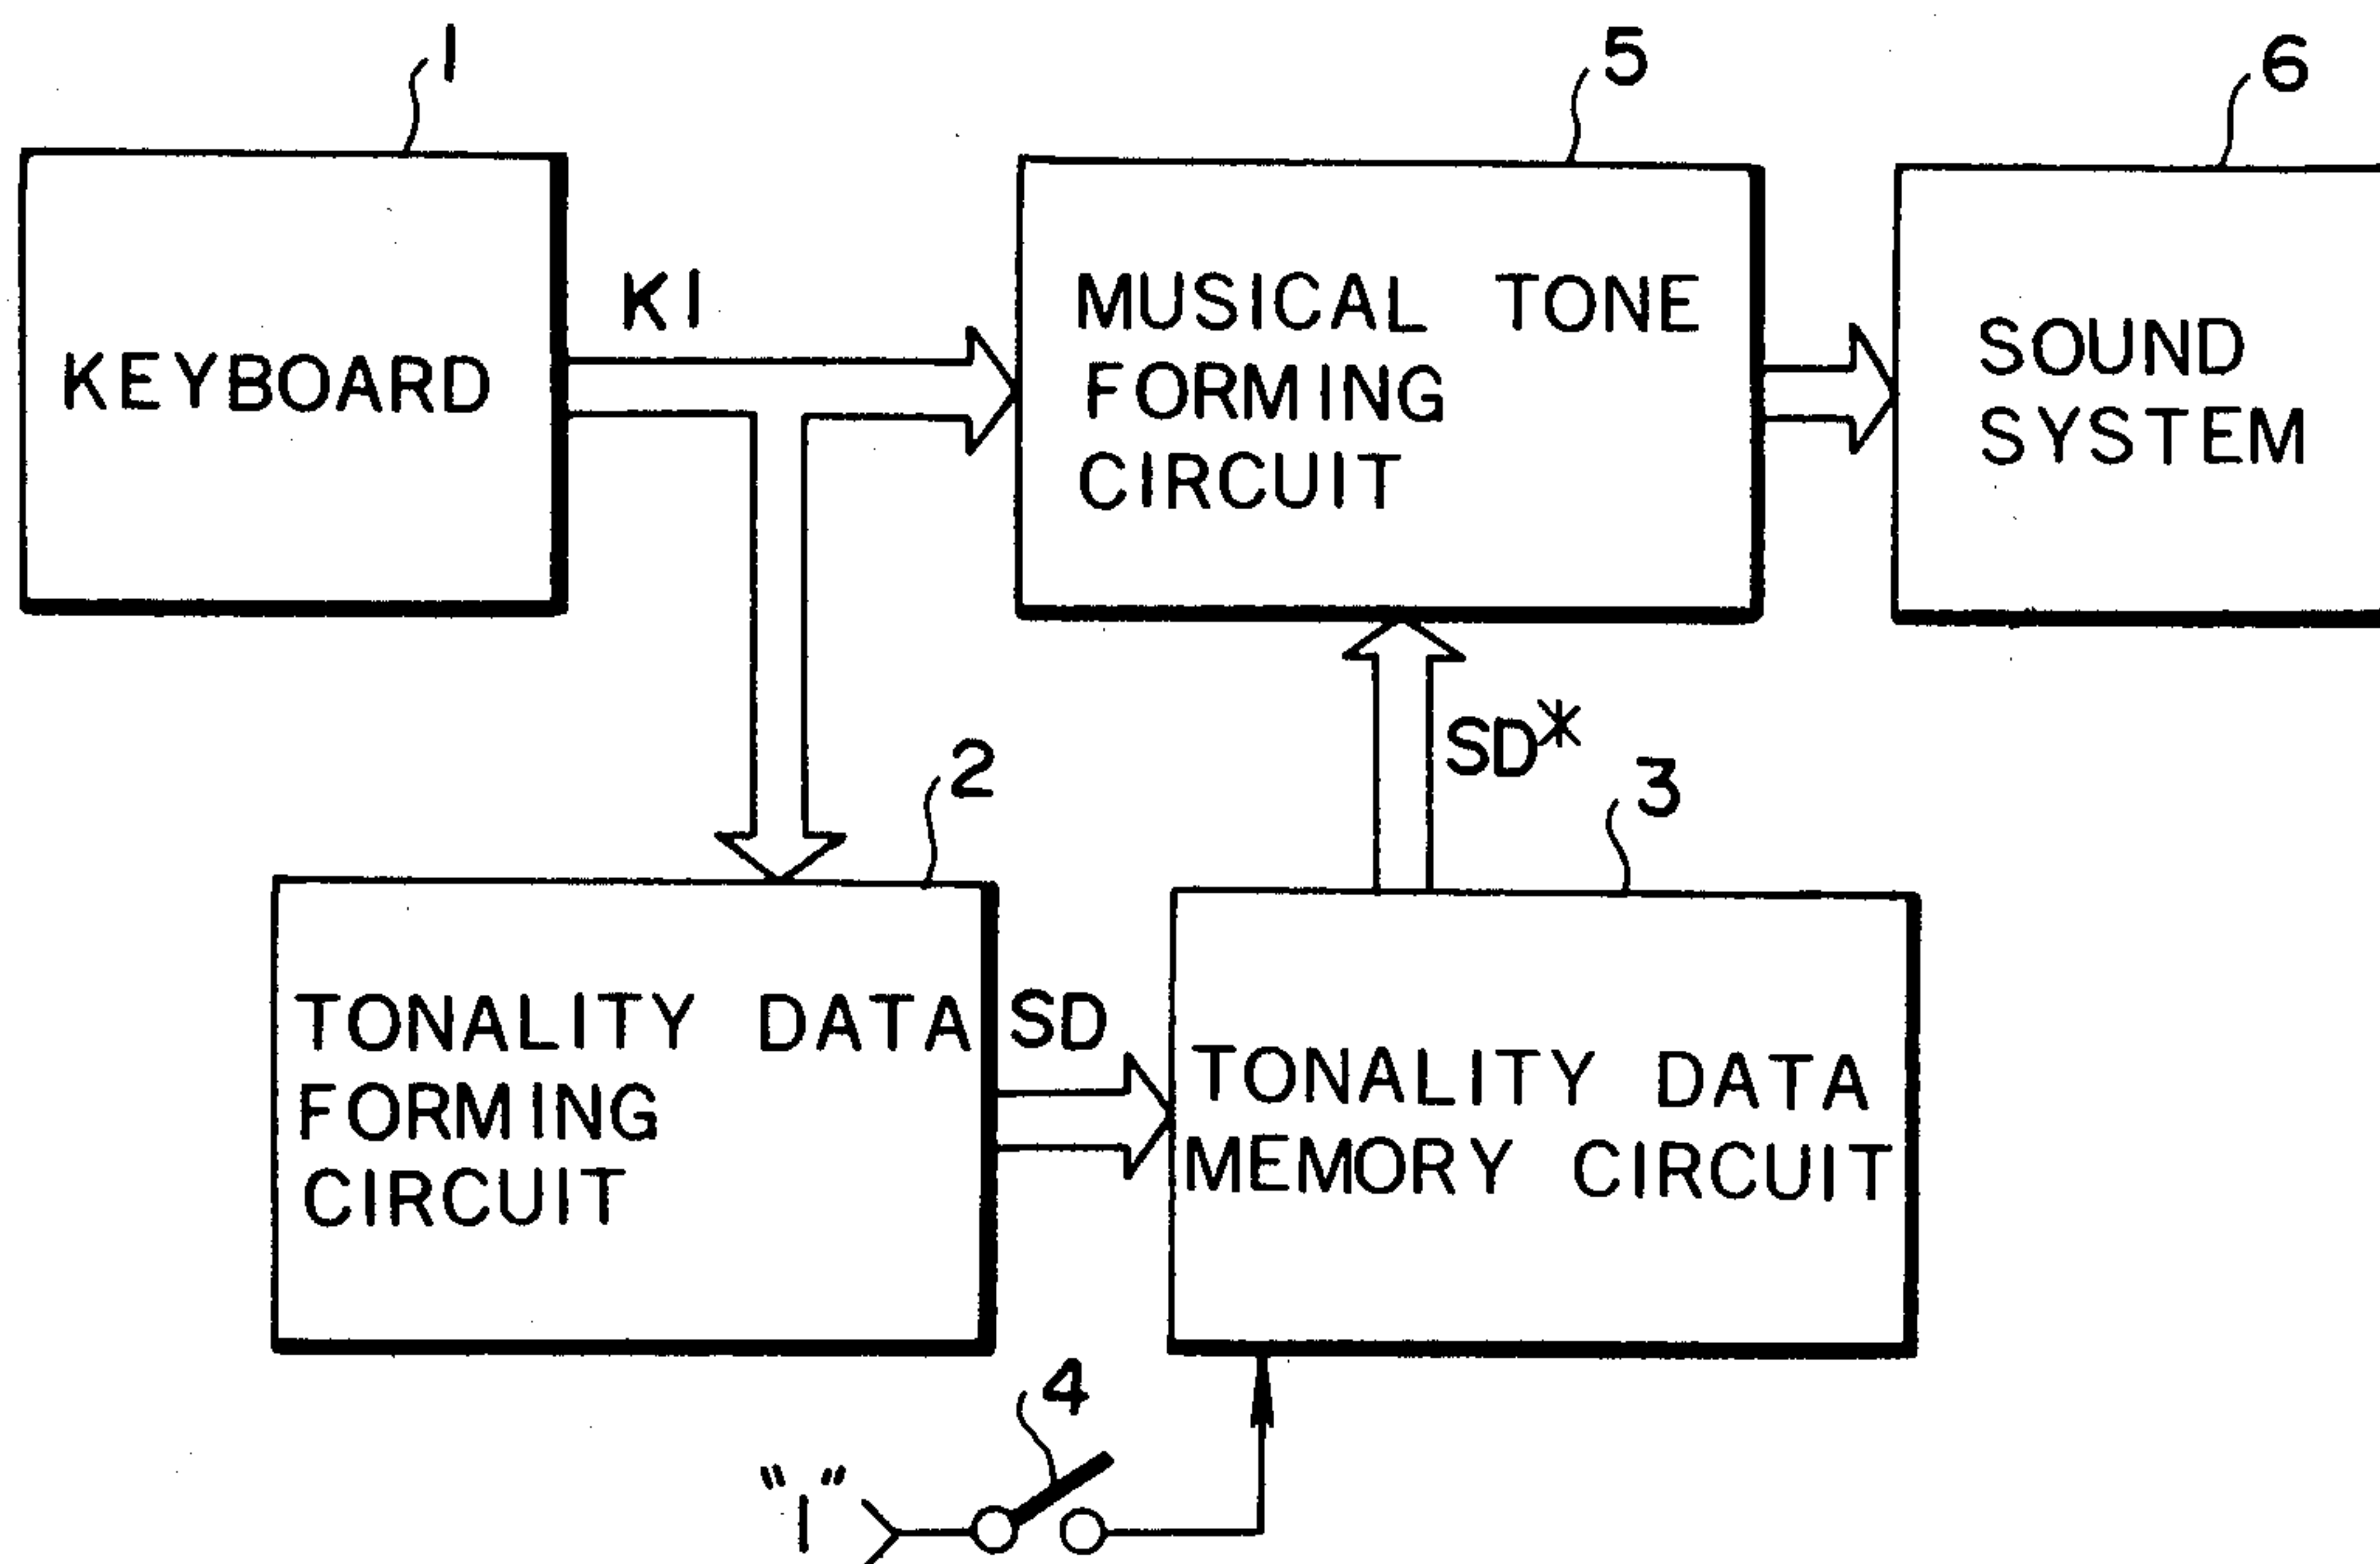 1
5
6
KI
KEYBOARD
MUSICAL TONE
FORMING
CIRCUIT
SOUND
SYSTEM
SD*
2
3
TONALITY DATA
FORMING
CIRCUIT
SD
TONALITY DATA
MEMORY CIRCUIT
4
"1"